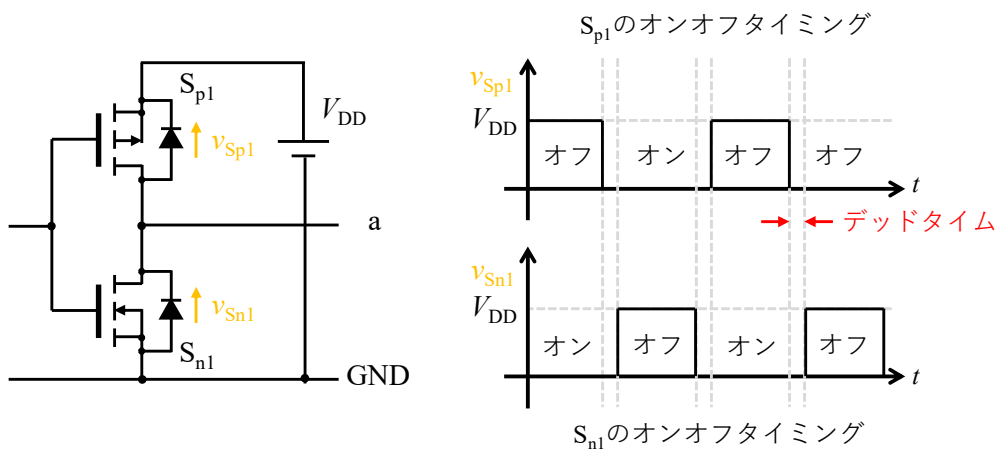 S_p1
V_DD
v_Sp1
a
v_Sn1
S_n1
GND
S_p1のオンオフタイミング
v_Sp1
V_DD
オフ オン オフ オフ
t
デッドタイム
v_Sn1
V_DD
オン オフ オン オフ
t
S_n1のオンオフタイミング